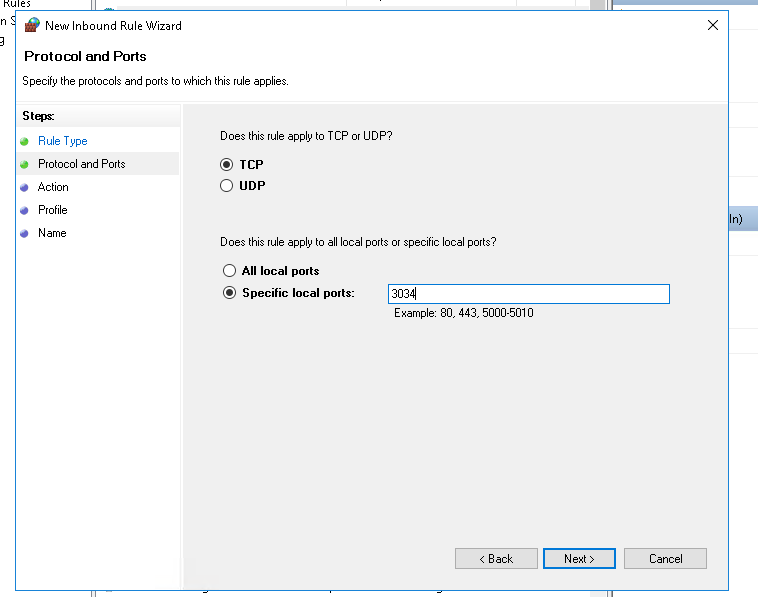 Rules
New Inbound Rule Wizard
Protocol and Ports
Specify the protocols and ports to which this rule applies.
Steps:
Rule Type
Protocol and Ports
Action
Profile
Name
Does this rule apply to TCP or UDP?
TCP
UDP
Does this rule apply to all local ports or specific local ports?
All local ports
Specific local ports: 3034
Example: 80, 443, 5000-5010
In)
< Back Next > Cancel